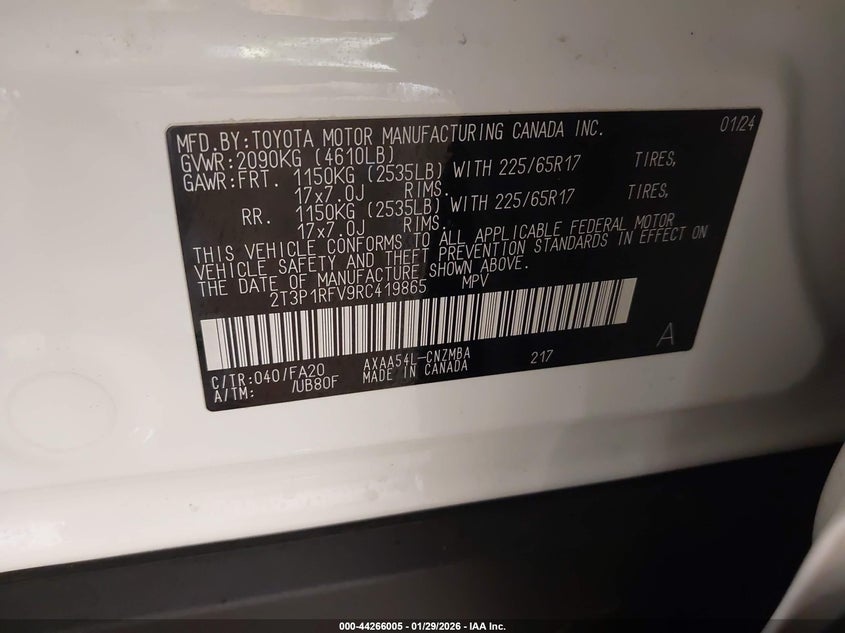 MFD.BY:TOYOTA MOTOR MANUFACTURING CANADA INC. 01/24
GVWR:2090KG (4610LB)
GAWR:FRT. 1150KG (2535LB) WITH 225/65R17 TIRES,
17x7.0J RIMS.
RR. 1150KG (2535LB) WITH 225/65R17 TIRES,
17x7.0J RIMS.
THIS VEHICLE CONFORMS TO ALL APPLICABLE FEDERAL MOTOR
VEHICLE SAFETY AND THEFT PREVENTION STANDARDS IN EFFECT ON
THE DATE OF MANUFACTURE SHOWN ABOVE.
2T3P1RFV9RC419865 MPV
A
C/TR:040/FA20 AXAA54L-CNZMBA 217
A/TM: /UB80F MADE IN CANADA
000-44266005 - 01/29/2026 - IAA Inc.